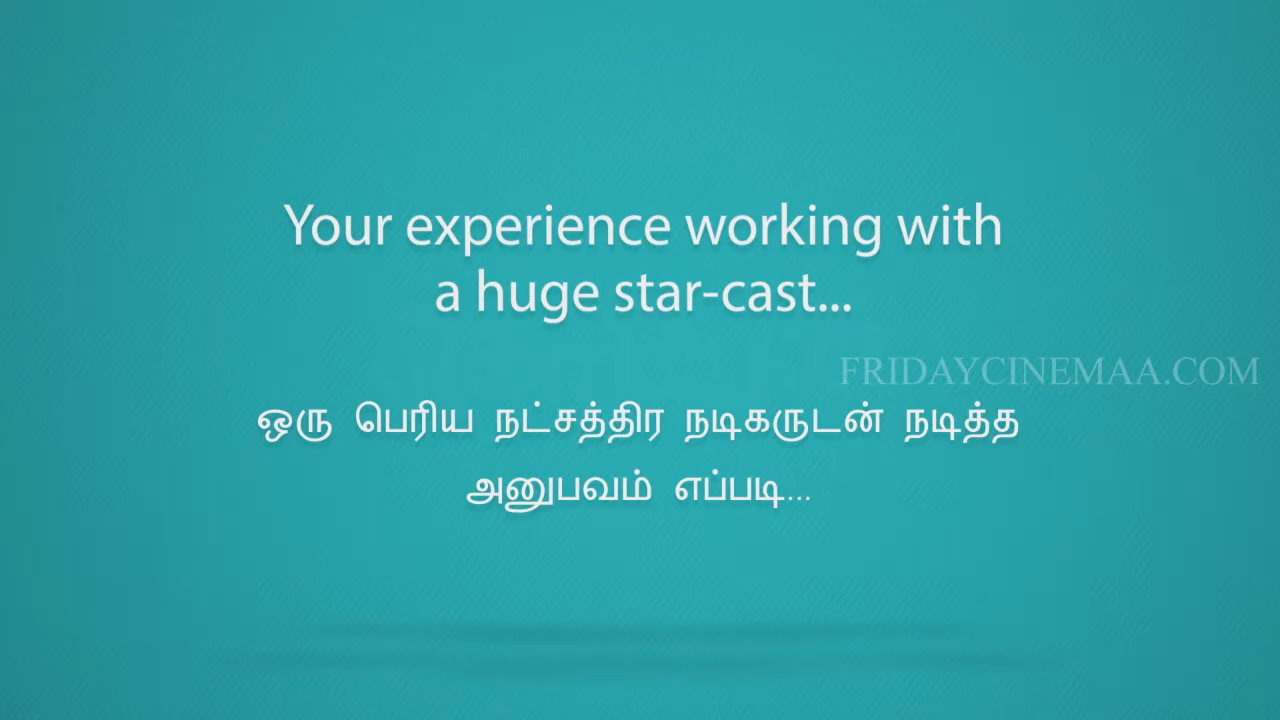 Your experience working with
a huge star-cast...
FRIDAYCINEMAA.COM
ஒரு பெரிய நட்சத்திர நடிகருடன் நடித்த
அனுபவம் எப்படி...